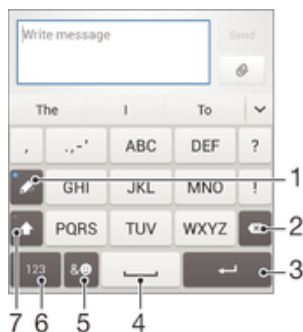 Write message
Send
The I To
, .,-' ABC DEF ?
GHI JKL MNO ! 1
PQRS TUV WXYZ 2
123 &☻ 3
7 6 5 4